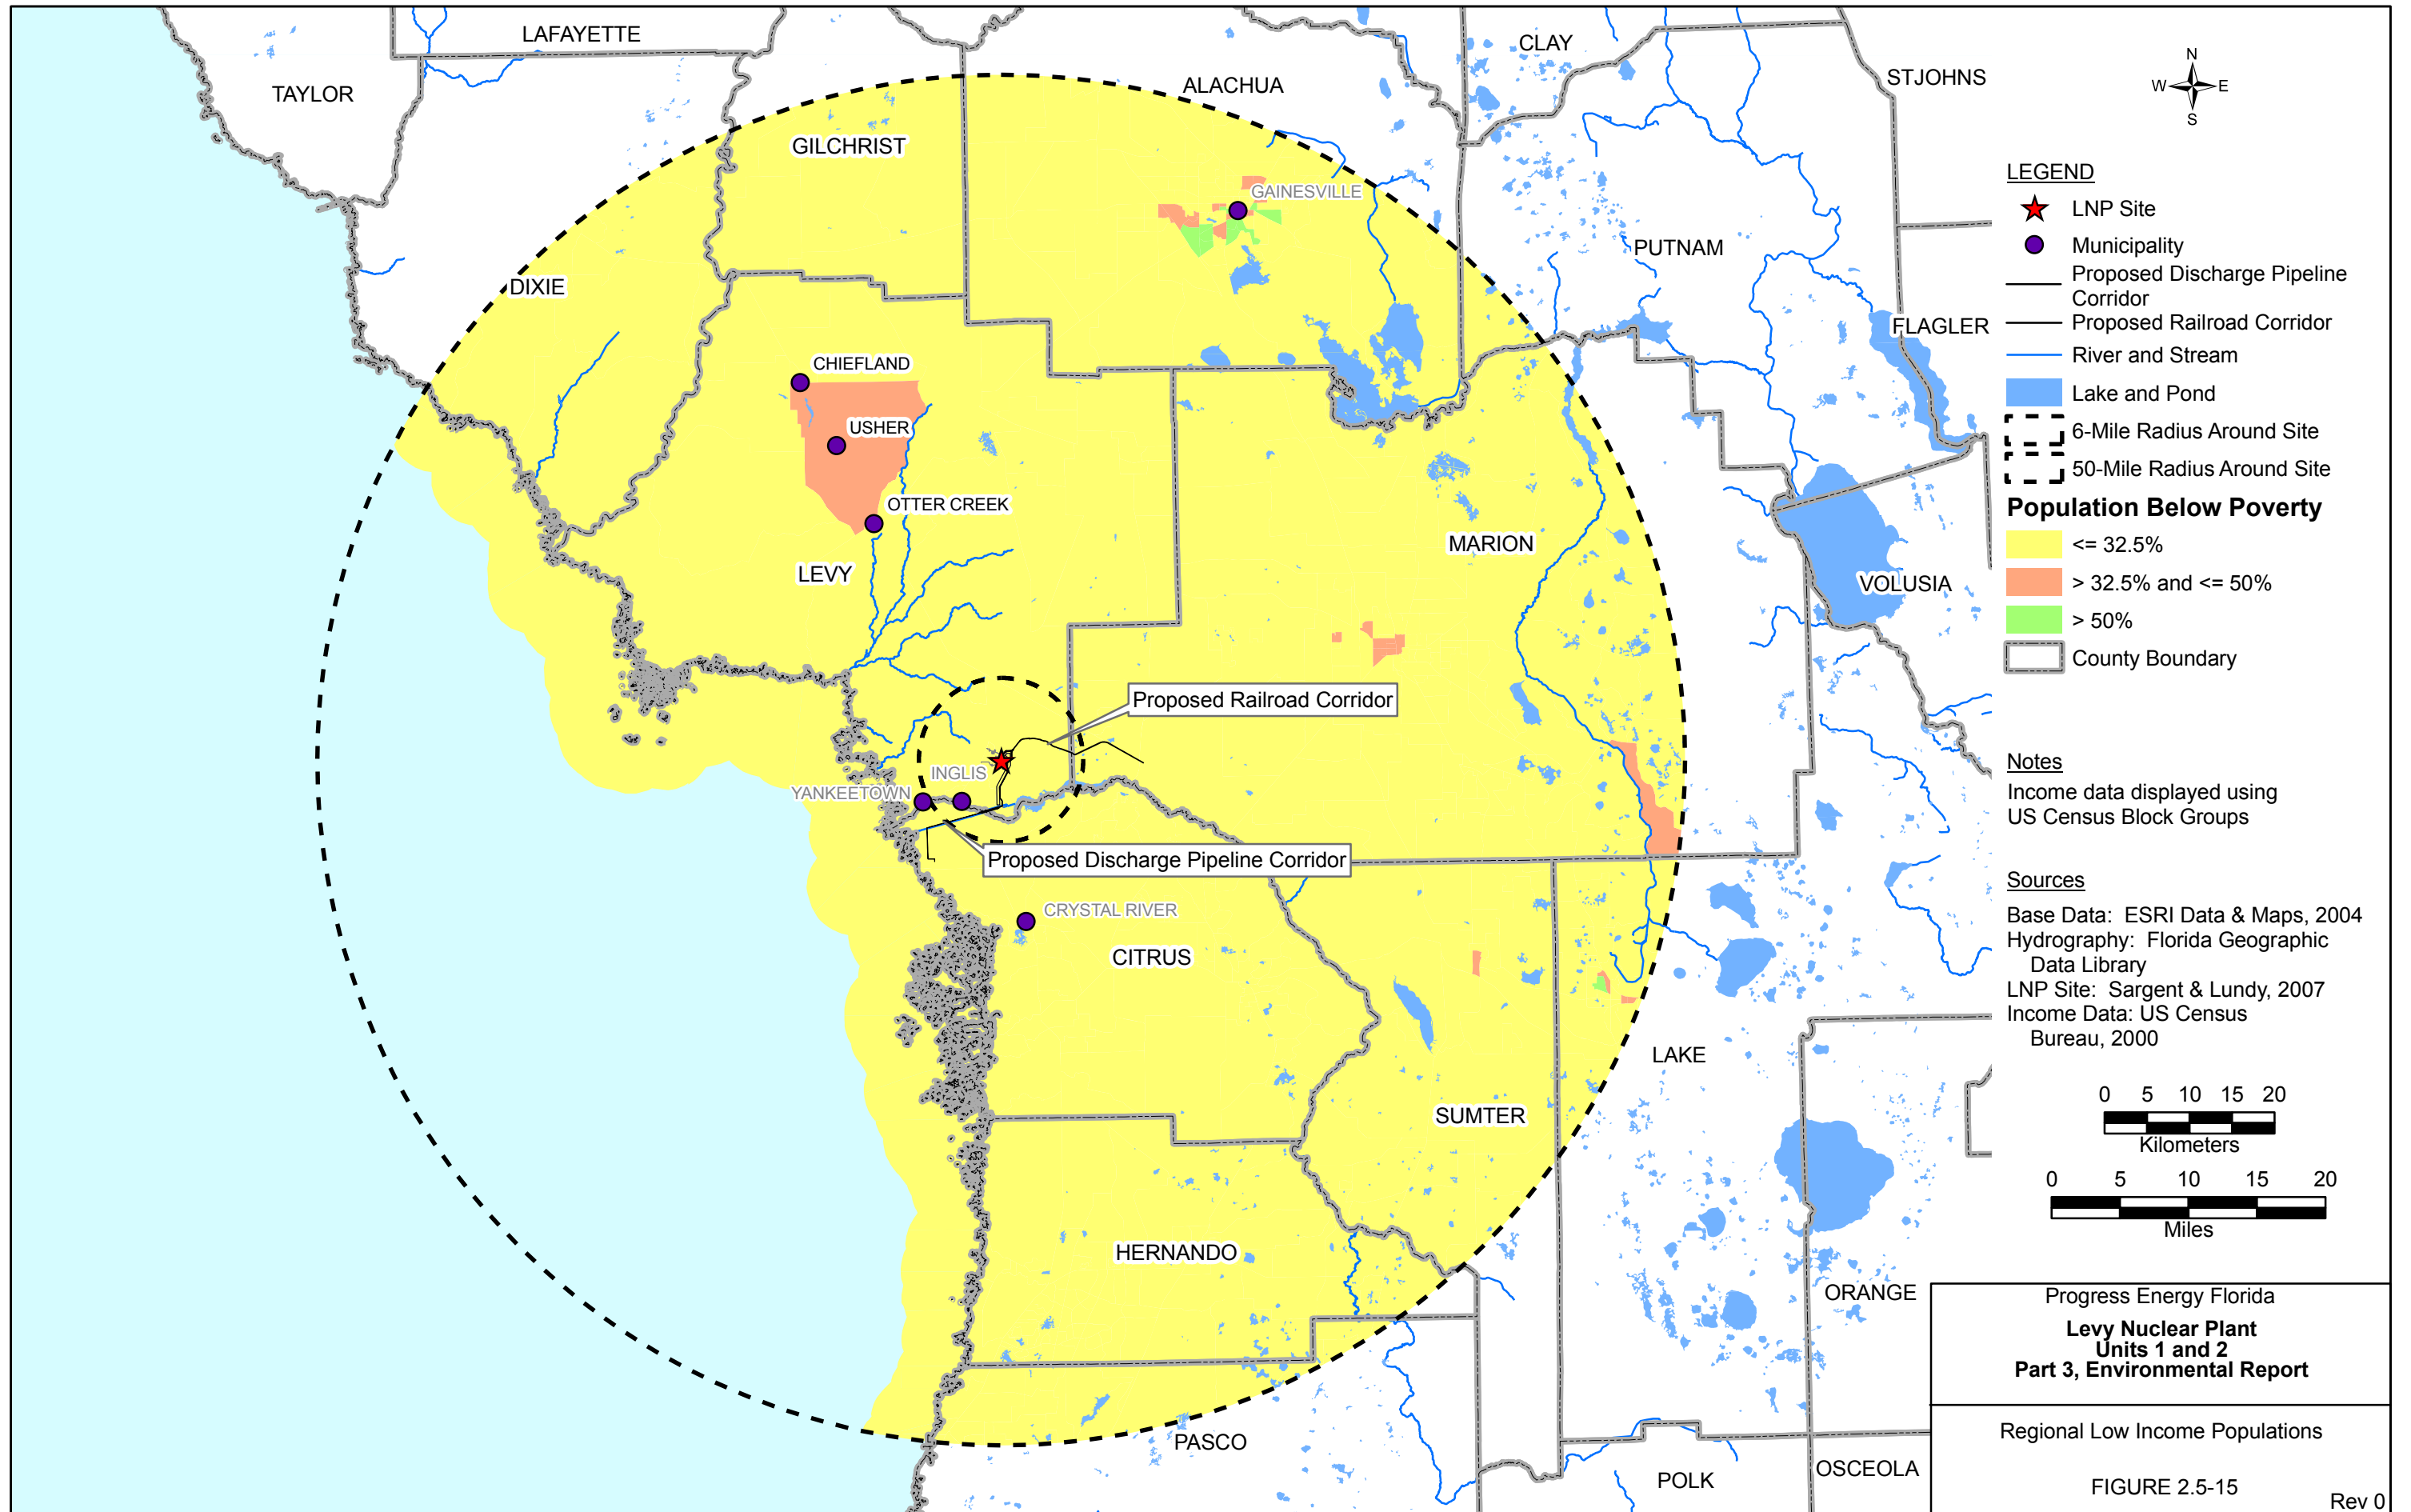 LAFAYETTE
TAYLOR
CLAY
ALACHUA
STJOHNS
GILCHRIST
GAINESVILLE
PUTNAM
DIXIE
FLAGLER
CHIEFLAND
USHER
OTTER CREEK
MARION
LEVY
VOLUSIA
Proposed Railroad Corridor
INGLIS
YANKEETOWN
Proposed Discharge Pipeline Corridor
CRYSTAL RIVER
CITRUS
LAKE
SUMTER
HERNANDO
ORANGE
PASCO
POLK
OSCEOLA
N
W E
S
LEGEND
LNP Site
Municipality
Proposed Discharge Pipeline
Corridor
Proposed Railroad Corridor
River and Stream
Lake and Pond
6-Mile Radius Around Site
50-Mile Radius Around Site
Population Below Poverty
<= 32.5%
> 32.5% and <= 50%
> 50%
County Boundary
Notes
Income data displayed using
US Census Block Groups
Sources
Base Data: ESRI Data & Maps, 2004
Hydrography: Florida Geographic
Data Library
LNP Site: Sargent & Lundy, 2007
Income Data: US Census
Bureau, 2000
0 5 10 15 20
Kilometers
0 5 10 15 20
Miles
Progress Energy Florida
Levy Nuclear Plant
Units 1 and 2
Part 3, Environmental Report
Regional Low Income Populations
FIGURE 2.5-15
Rev 0